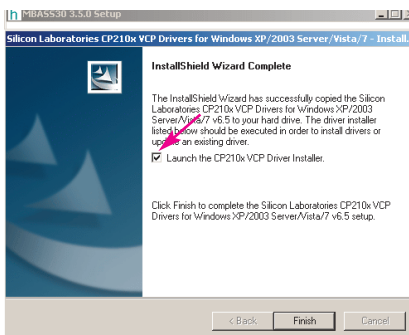 MBASS30 3.5.0 Setup
Silicon Laboratories CP210x VCP Drivers for Windows XP/2003 Server/Vista/7 - Install...
InstallShield Wizard Complete
The InstallShield Wizard has successfully copied the Silicon
Laboratories CP210x VCP Drivers for Windows XP/2003
Server/Vista/7 v6.5 to your hard drive. The driver installer
listed below should be executed in order to install drivers or
update an existing driver.
Launch the CP210x VCP Driver Installer.
Click Finish to complete the Silicon Laboratories CP210x VCP
Drivers for Windows XP/2003 Server/Vista/7 v6.5 setup.
< Back Finish Cancel